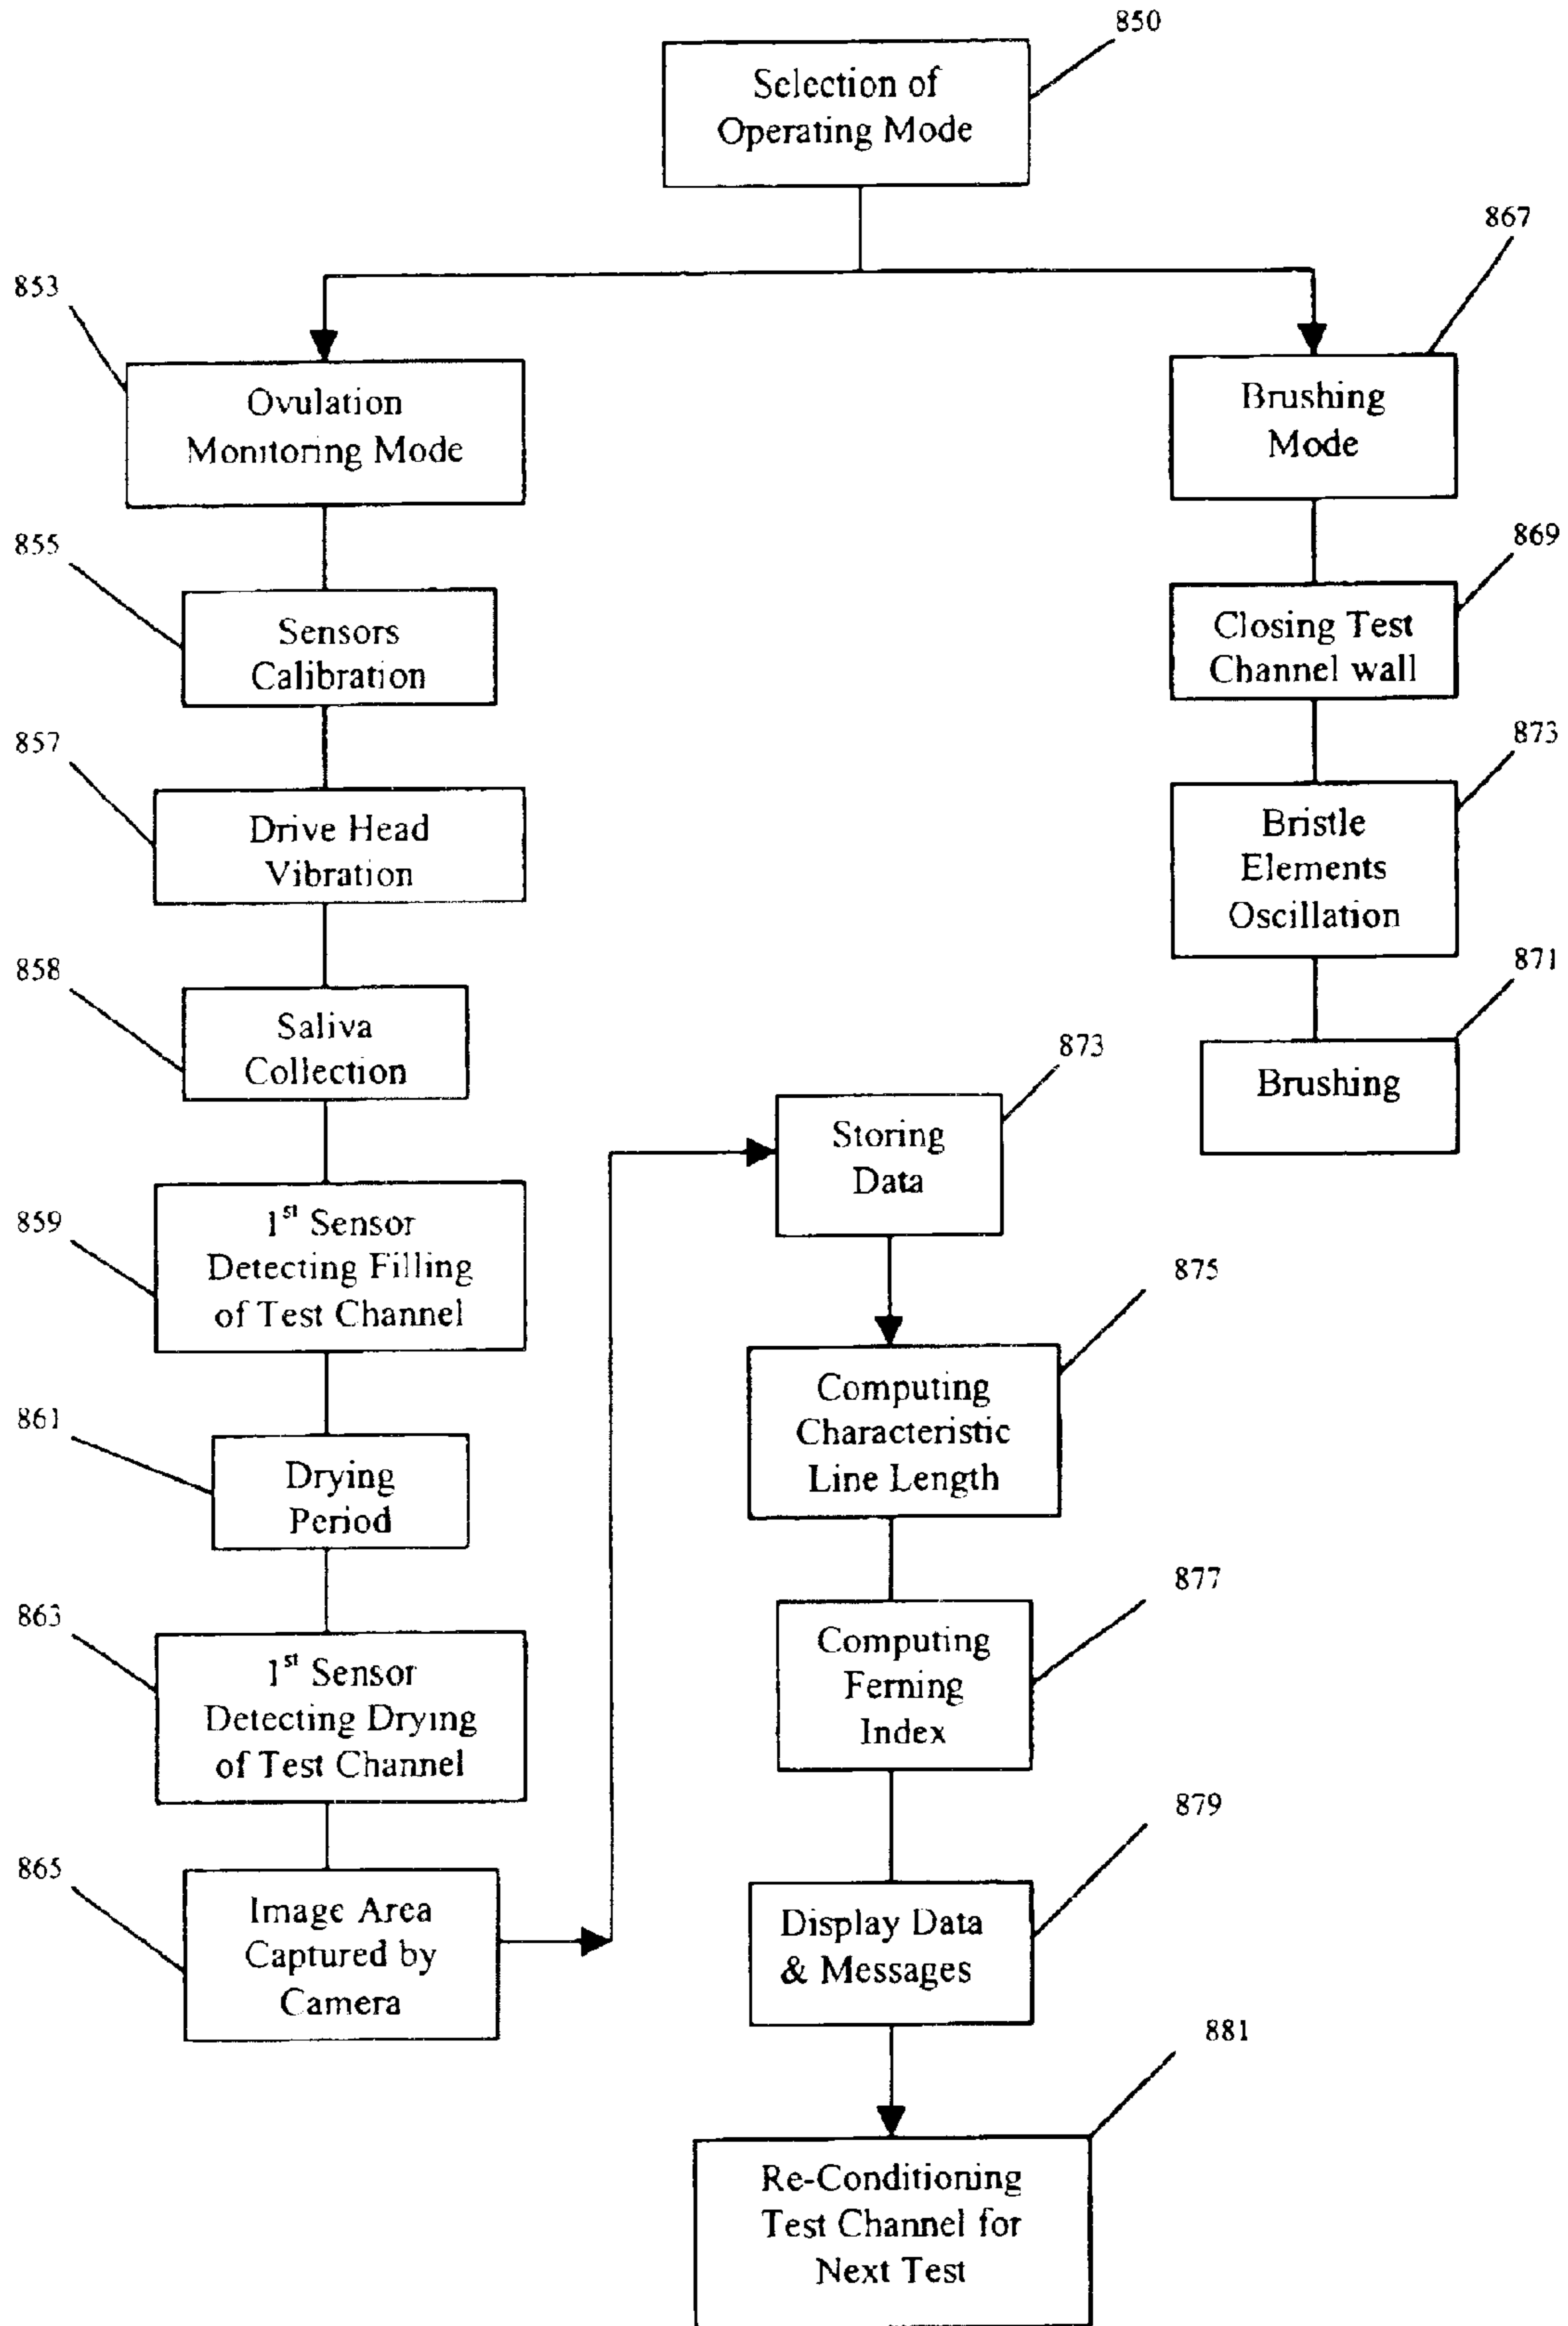 850
Selection of
Operating Mode
853
Ovulation
Monitoring Mode
855
Sensors
Calibration
857
Drive Head
Vibration
858
Saliva
Collection
859
1st Sensor
Detecting Filling
of Test Channel
861
Drying
Period
863
1st Sensor
Detecting Drying
of Test Channel
865
Image Area
Captured by
Camera
873
Storing
Data
875
Computing
Characteristic
Line Length
877
Computing
Ferning
Index
879
Display Data
& Messages
881
Re-Conditioning
Test Channel for
Next Test
867
Brushing
Mode
869
Closing Test
Channel wall
873
Bristle
Elements
Oscillation
871
Brushing